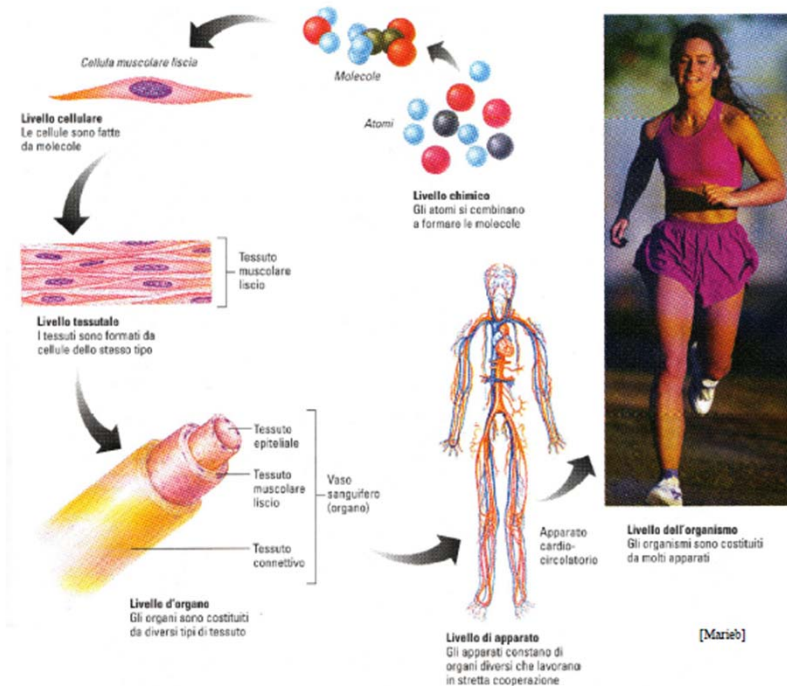 Molecole
Atomi
Livello chimico
Gli atomi si combinano
a formare le molecole
Cellula muscolare liscia
Livello cellulare
Le cellule sono fatte
da molecole
Tessuto
muscolare
liscio
Livello tessutale
I tessuti sono formati da
cellule dello stesso tipo
Tessuto
epiteliale
Tessuto
muscolare
liscio
Tessuto
connettivo
Vaso
sanguifero
(organo)
Livello d'organo
Gli organi sono costituiti
da diversi tipi di tessuto
Apparato
cardio-
circolatorio
Livello di apparato
Gli apparati constano di
organi diversi che lavorano
in stretta cooperazione
Livello dell'organismo
Gli organismi sono costituiti
da molti apparati
[Marieb]